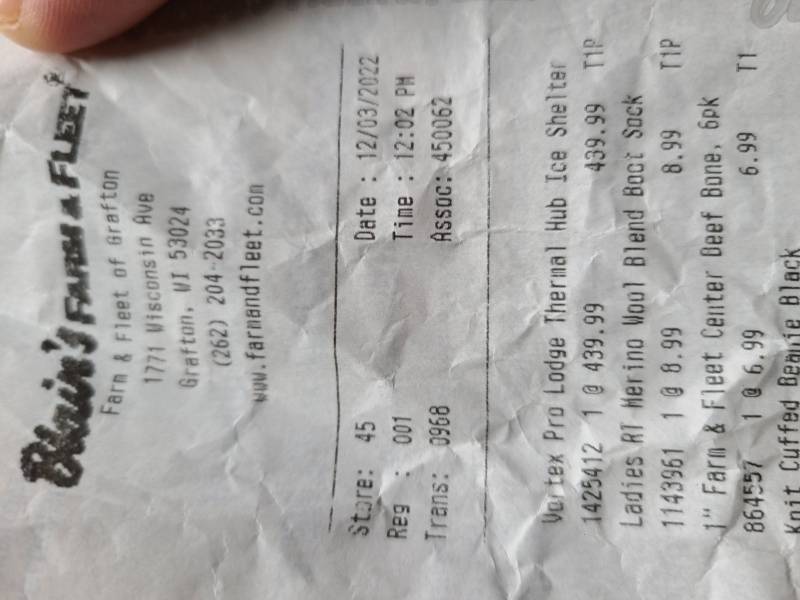 Blain's FARM & FLEET®
Farm & Fleet of Grafton
1771 Wisconsin Ave
Grafton, WI 53024
(262) 204-2033
www.farmandfleet.com
Store: 45 Date : 12/03/2022
Reg : 001 Time : 12:02 PM
Trans: 0968 Assoc: 450062
Vortex Pro Lodge Thermal Hub Ice Shelter
1425412 1 @ 439.99 439.99 T1P
Ladies RT Merino Wool Blend Boot Sock
1143961 1 @ 8.99 8.99 T1P
1" Farm & Fleet Center Beef Bone, 6pk
864557 1 @ 6.99 6.99 T1
Knit Cuffed Beanie Black